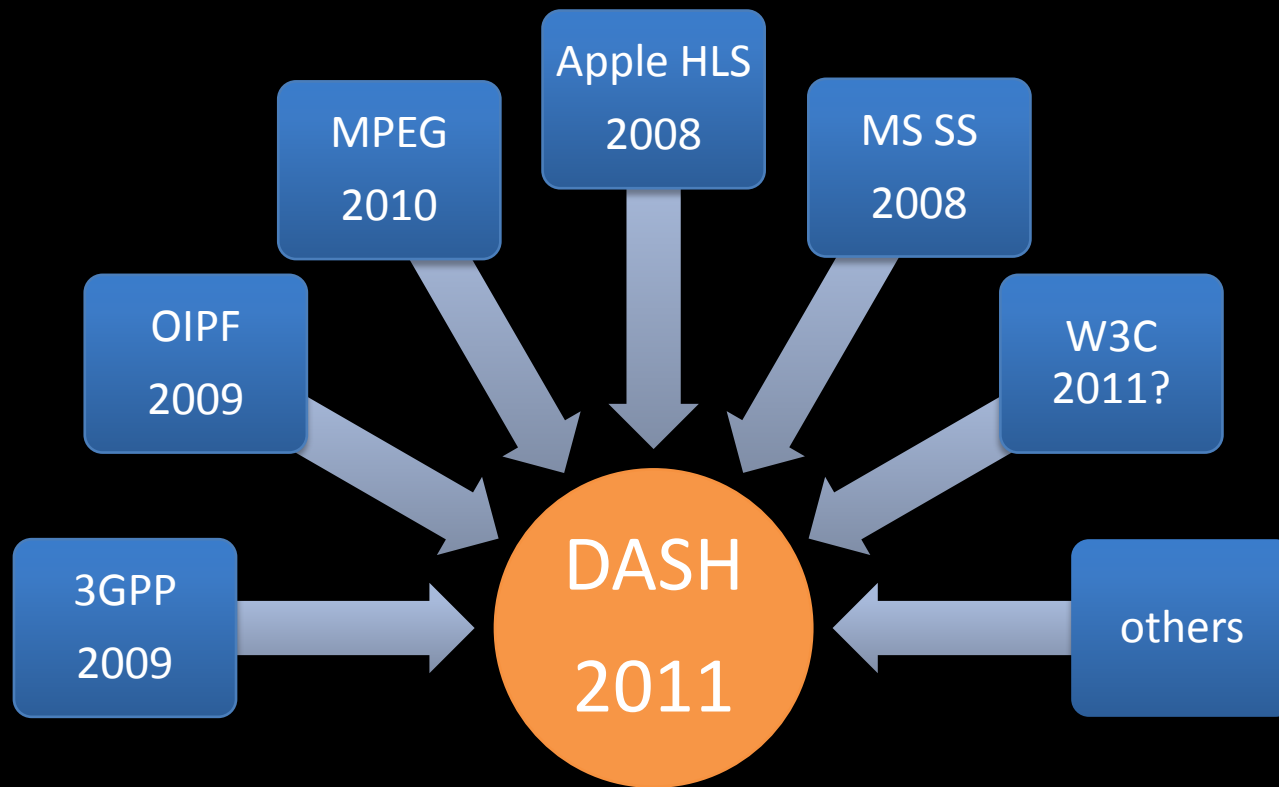 Apple HLS
2008
MPEG
2010
MS SS
2008
OIPF
2009
W3C
2011?
3GPP
2009
DASH
2011
others